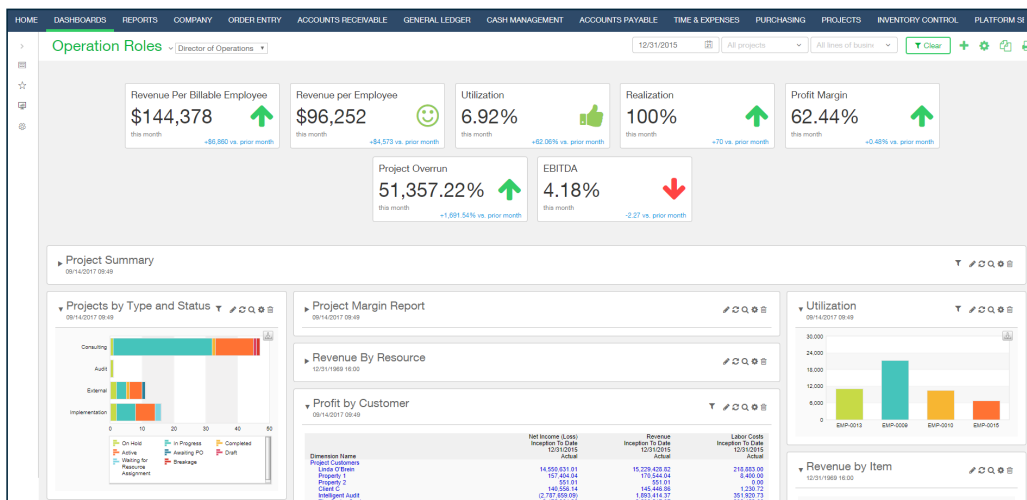 HOME DASHBOARDS REPORTS COMPANY ORDER ENTRY ACCOUNTS RECEIVABLE GENERAL LEDGER CASH MANAGEMENT ACCOUNTS PAYABLE TIME & EXPENSES PURCHASING PROJECTS INVENTORY CONTROL PLATFORM SE
Operation Roles Director of Operations 12/31/2015 All projects All lines of busine Clear
Revenue Per Billable Employee
$144,378
this month
+$6,860 vs. prior month
Revenue per Employee
$96,252
this month
+$4,573 vs. prior month
Utilization
6.92%
this month
+62.06% vs. prior month
Realization
100%
this month
+70 vs. prior month
Profit Margin
62.44%
this month
+0.48% vs. prior month
Project Overrun
51,357.22%
this month
+1,691.54% vs. prior month
EBITDA
4.18%
this month
-2.27 vs. prior month
Project Summary
09/14/2017 09:49
Projects by Type and Status
09/14/2017 09:49
Consulting
Audit
External
Implementation
0 10 20 30 40 50
On Hold In Progress Completed
Active Awaiting PO Draft
Waiting for Resource Assignment Breakage
Project Margin Report
09/14/2017 09:49
Revenue By Resource
12/31/1969 16:00
Profit by Customer
09/14/2017 09:49
Net Income (Loss) Revenue Labor Costs
Inception To Date Inception To Date Inception To Date
12/31/2015 12/31/2015 12/31/2015
Dimension Name Actual Actual Actual
Project Customers
Linda O'Brein 14,550,631.01 15,229,428.82 218,883.00
Property 1 157,404.04 170,544.04 8,400.00
Property 2 551.01 551.01 0.00
Client C 140,556.14 145,446.86 1,230.72
Intelligent Audit (2,787,659.09) 1,893,414.37 351,920.73
Utilization
09/14/2017 09:49
30,000
24,000
18,000
12,000
6,000
0
EMP-0013 EMP-0009 EMP-0010 EMP-0015
Revenue by Item
12/31/1969 16:00